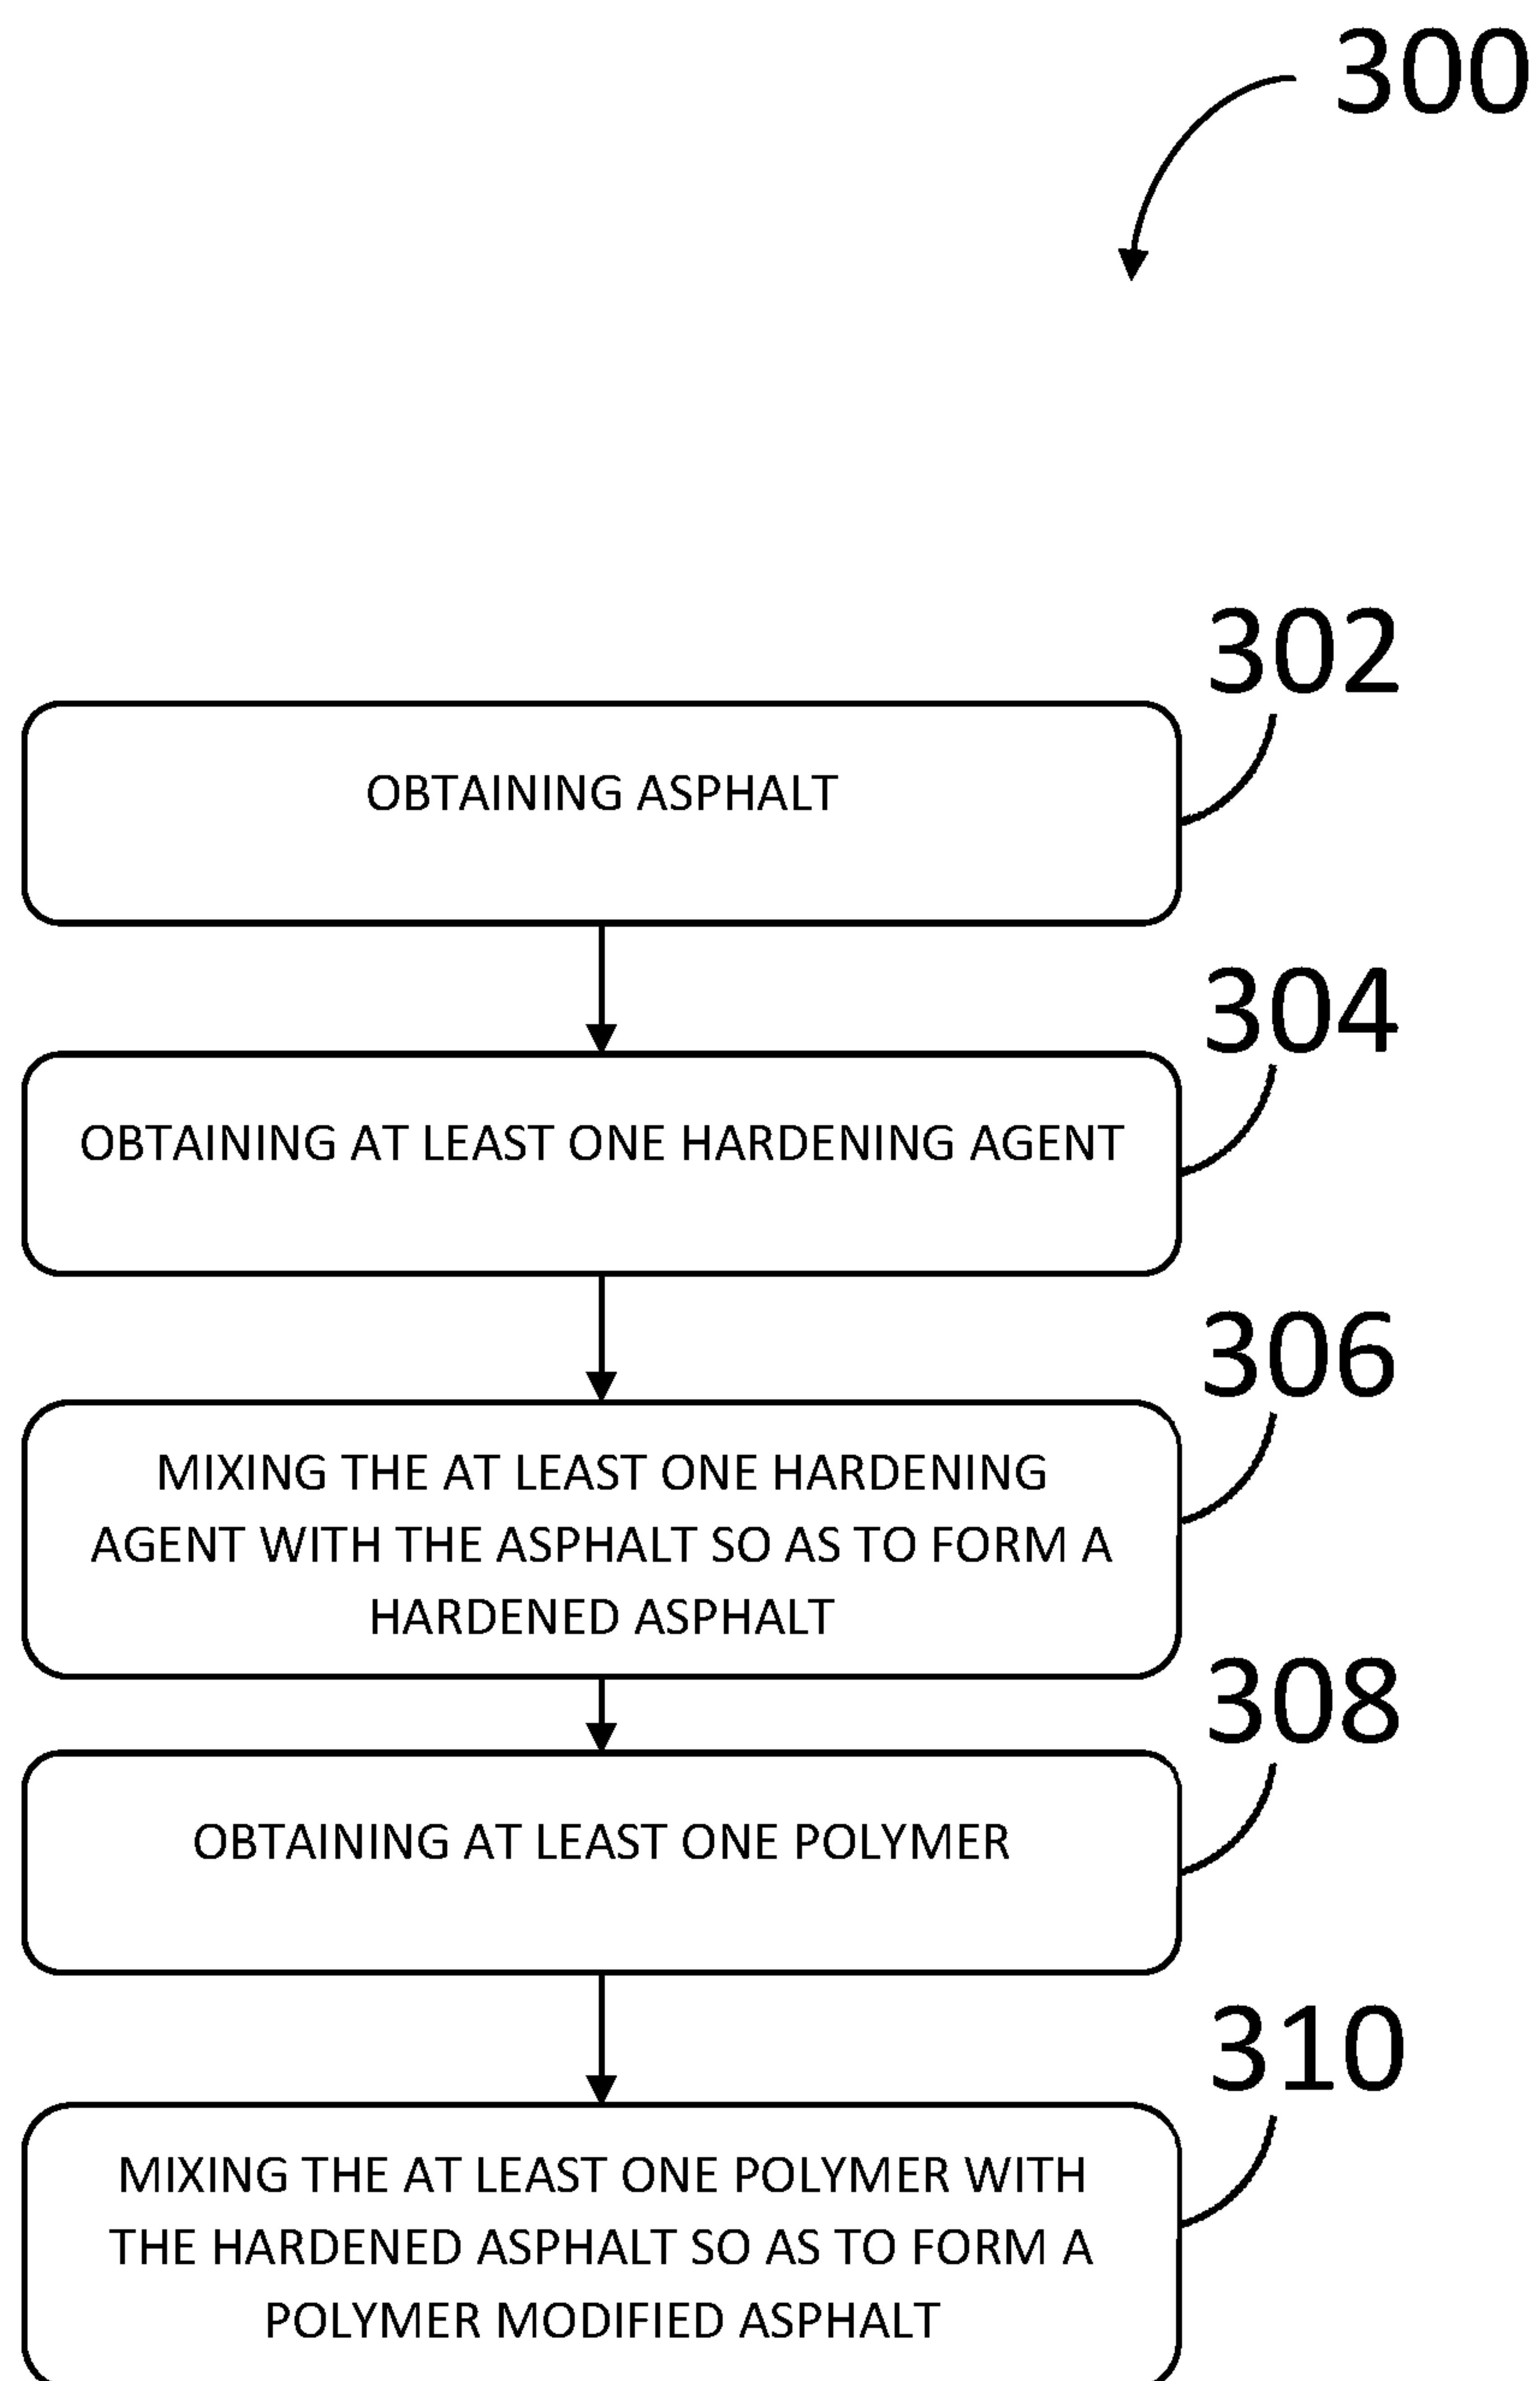 300
302
OBTAINING ASPHALT
304
OBTAINING AT LEAST ONE HARDENING AGENT
306
MIXING THE AT LEAST ONE HARDENING
AGENT WITH THE ASPHALT SO AS TO FORM A
HARDENED ASPHALT
308
OBTAINING AT LEAST ONE POLYMER
310
MIXING THE AT LEAST ONE POLYMER WITH
THE HARDENED ASPHALT SO AS TO FORM A
POLYMER MODIFIED ASPHALT